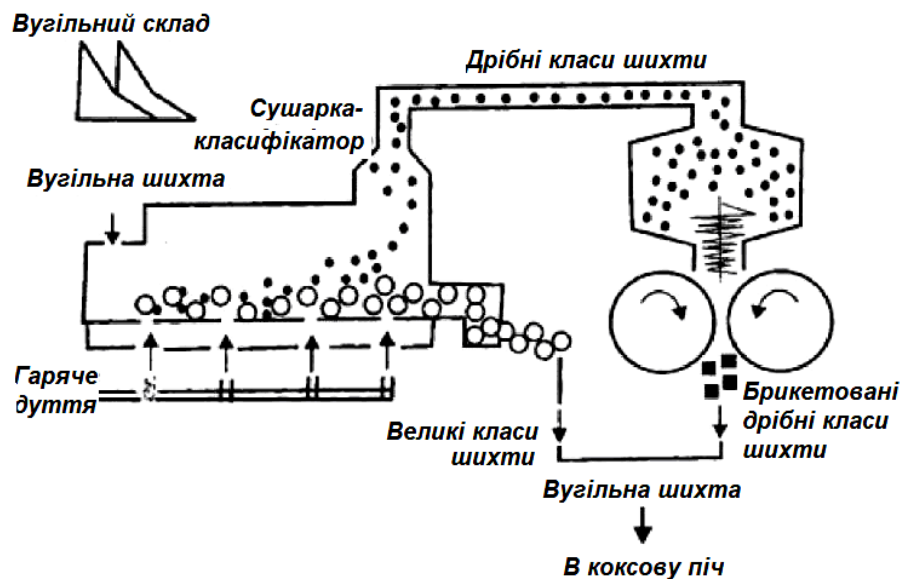 Вугільний склад
Дрібні класи шихти
Сушарка-
класифікатор
Вугільна шихта
Гаряче
дуття
Великі класи
шихти
Брикетовані
дрібні класи
шихти
Вугільна шихта
В коксову піч